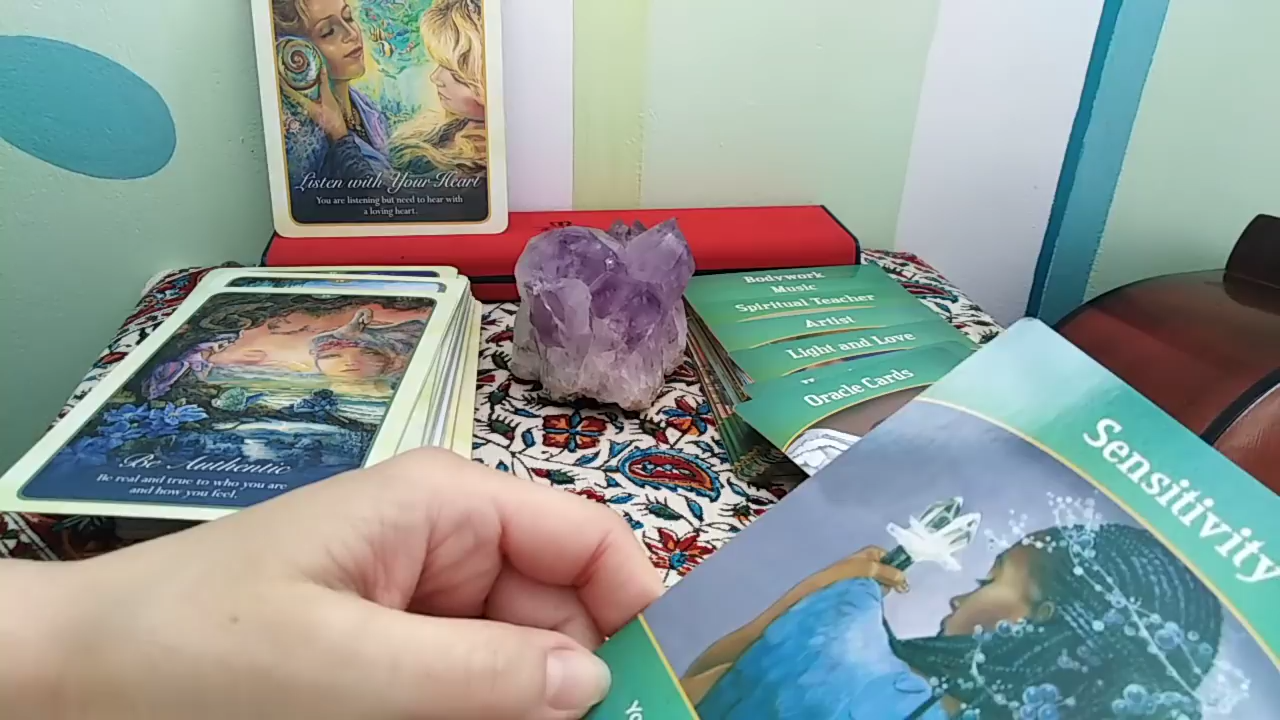 Listen with Your Heart
You are listening but need to hear with
a loving heart.
Be Authentic
Be real and true to who you are
and how you feel.
Bodywork
Music
Spiritual Teacher
Artist
Light and Love
Oracle Cards
Sensitivity